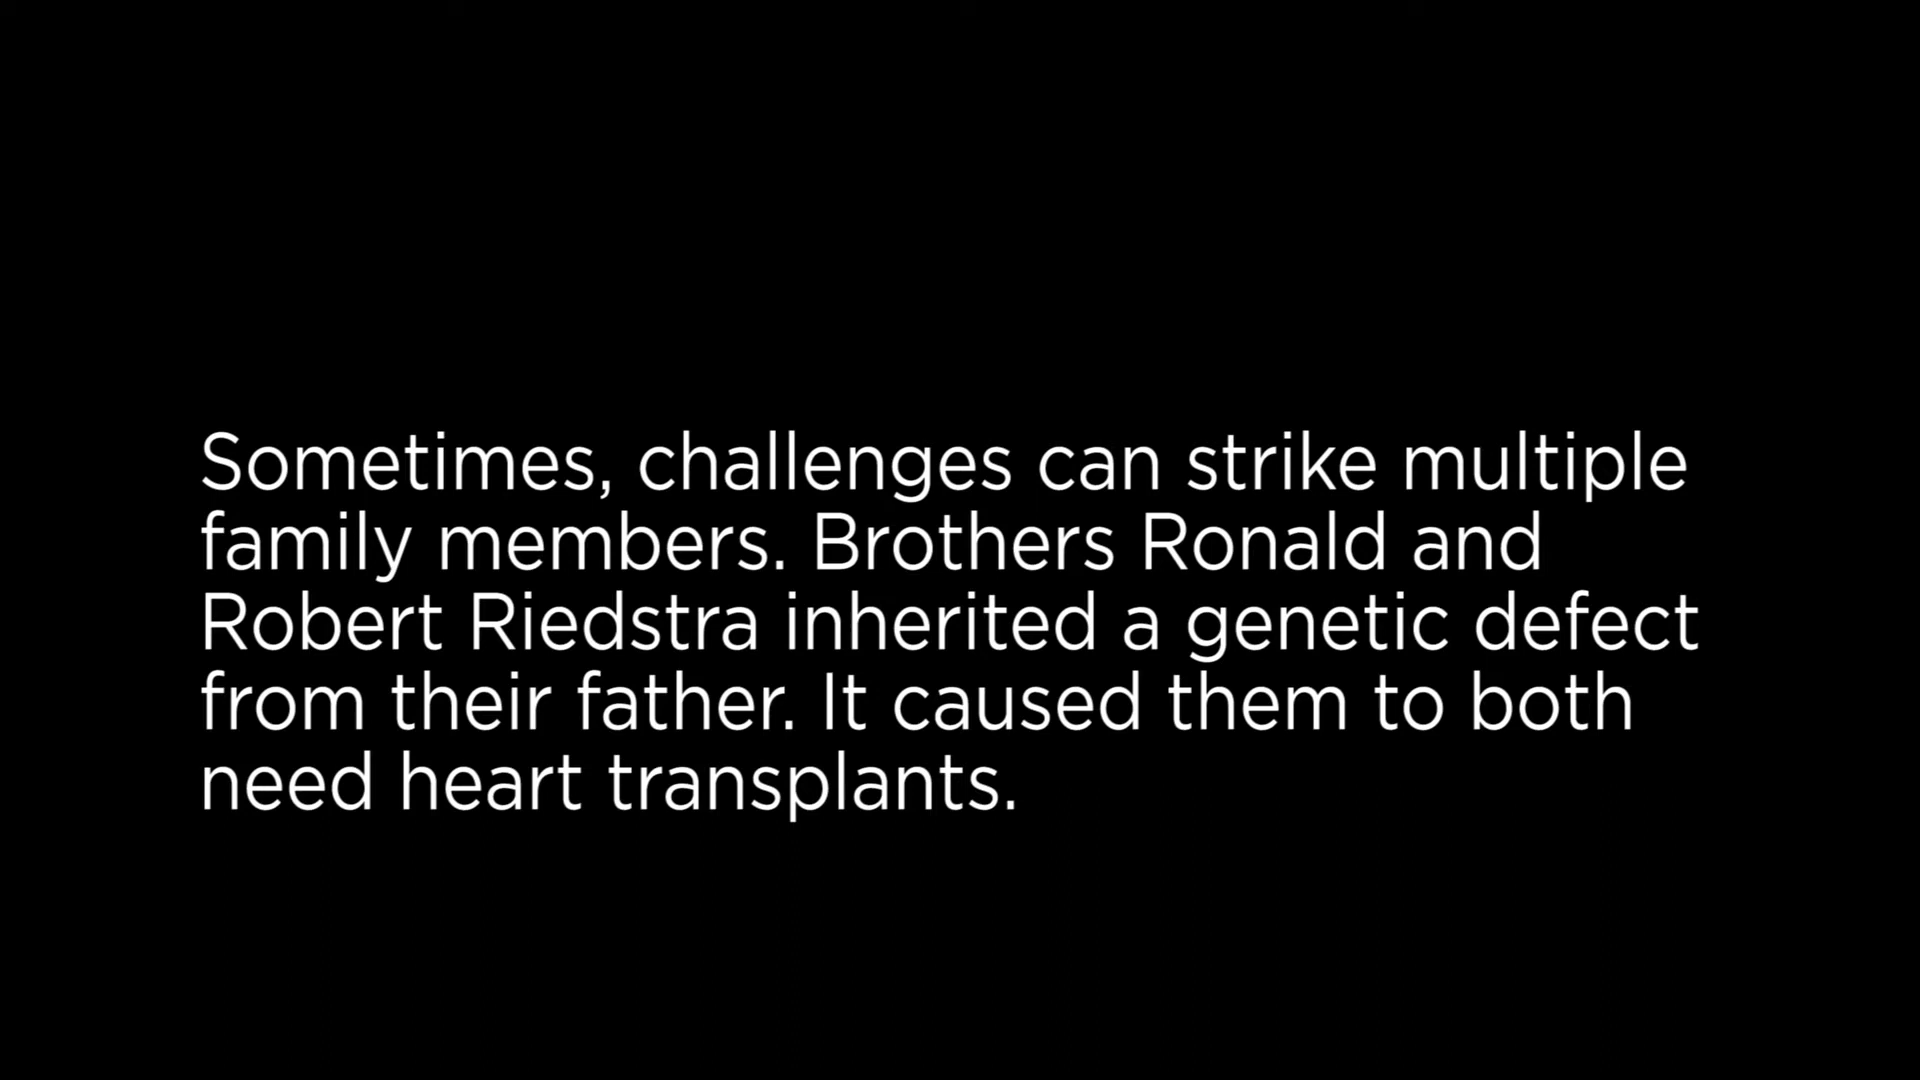 Sometimes, challenges can strike multiple
family members. Brothers Ronald and
Robert Riedstra inherited a genetic defect
from their father. It caused them to both
need heart transplants.